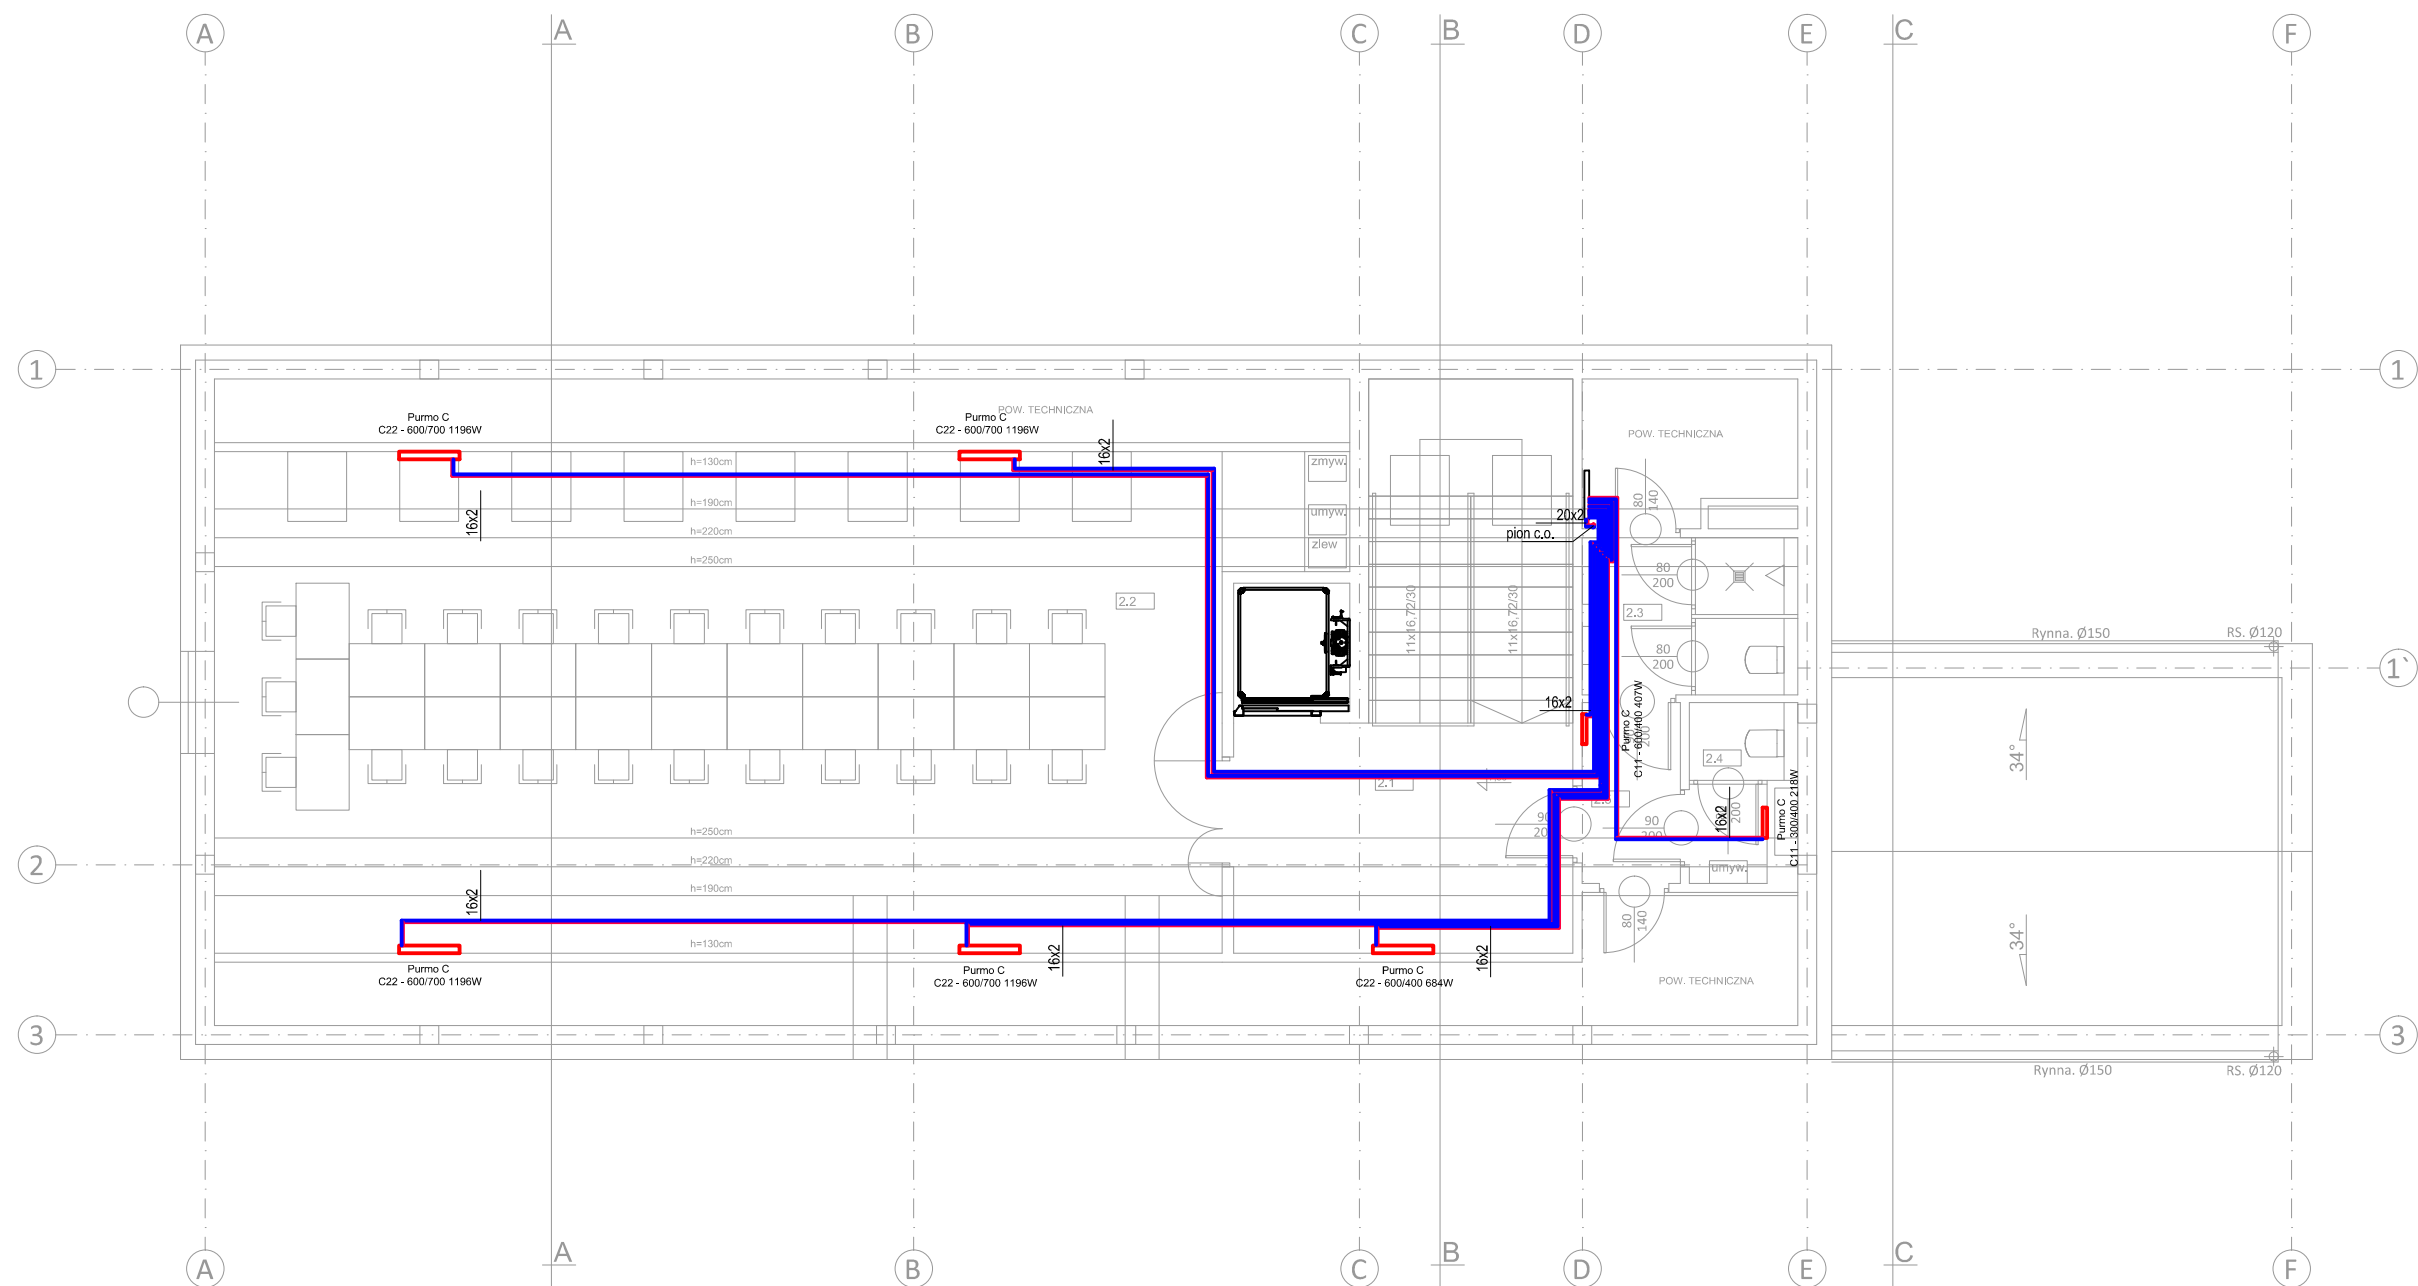 A
A
B
C
B
D
E
C
F
1
1
Purmo C
C22 - 600/700 1196W
Purmo C
C22 - 600/700 1196W
POW. TECHNICZNA
16x2
POW. TECHNICZNA
h=130cm
zmyw.
80
140
h=190cm
umyw.
20x2
16x2
pion c.o.
h=220cm
zlew
h=250cm
80
200
2.2
11x16,72/30
11x16,72/30
2.3
Rynna. Ø150
RS. Ø120
80
200
1`
16x2
Purmo C
C11 - 600/400 407W
200
2.4
34°
2.1
Purmo C
C11 - 300/400 218W
16x2
200
90
90
200
h=250cm
2
h=220cm
2
umyw.
h=190cm
16x2
80
140
34°
h=130cm
16x2
16x2
Purmo C
C22 - 600/700 1196W
Purmo C
C22 - 600/700 1196W
Purmo C
C22 - 600/400 684W
POW. TECHNICZNA
3
3
Rynna. Ø150
RS. Ø120
A
A
B
C
B
D
E
C
F